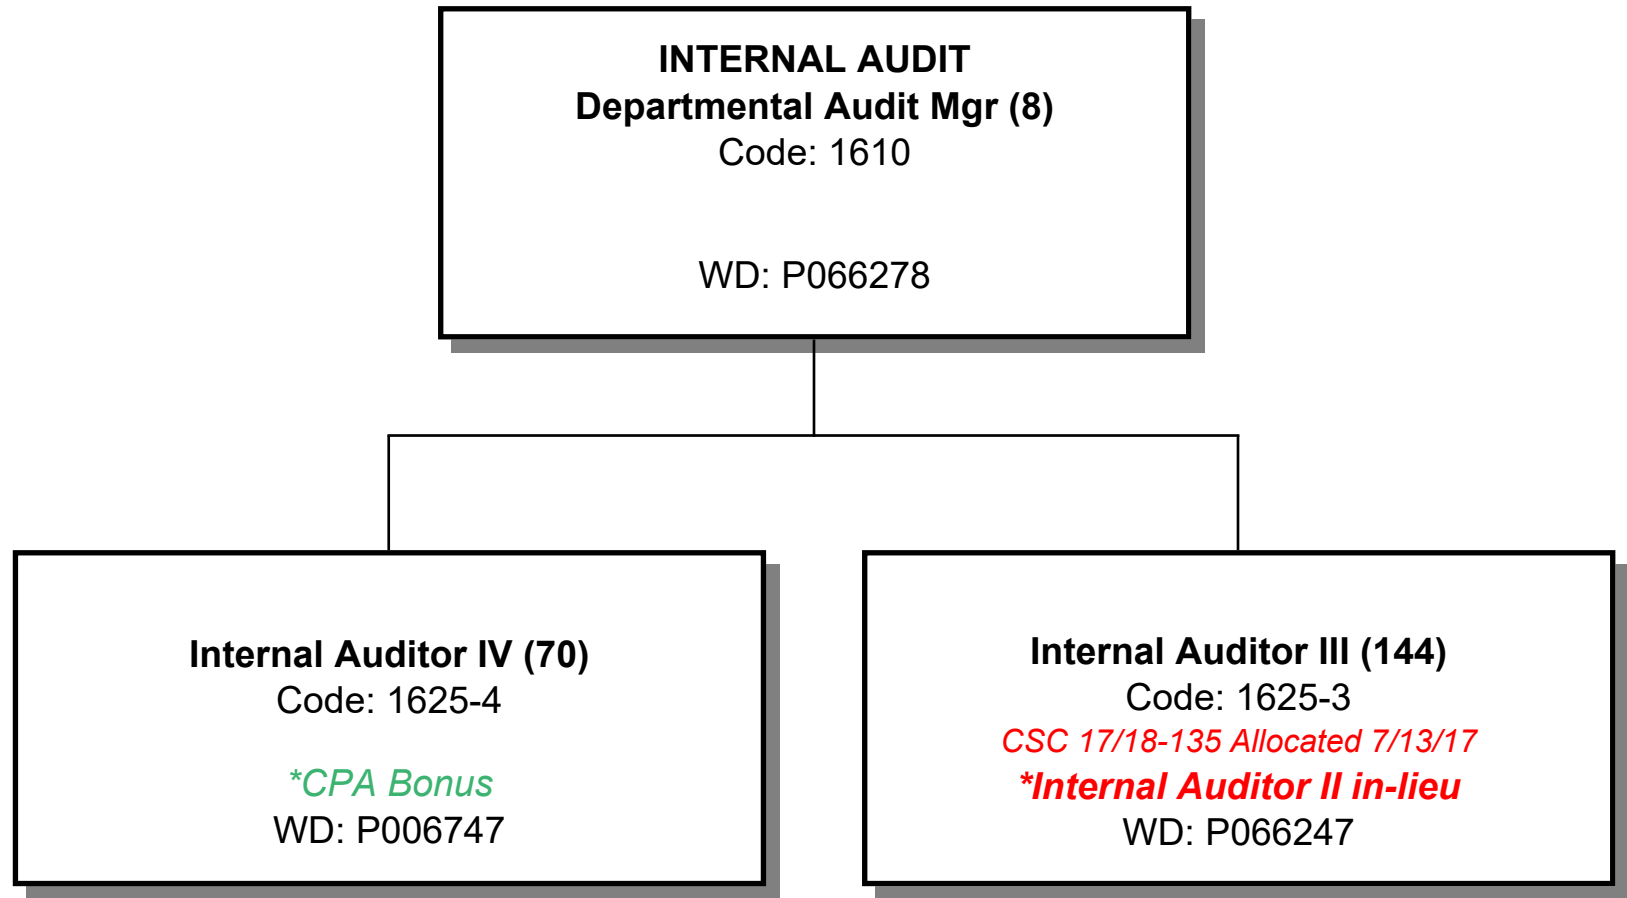 INTERNAL AUDIT
Departmental Audit Mgr (8)
Code: 1610
WD: P066278
Internal Auditor IV (70)
Code: 1625-4
*CPA Bonus
WD: P006747
Internal Auditor III (144)
Code: 1625-3
CSC 17/18-135 Allocated 7/13/17
*Internal Auditor II in-lieu
WD: P066247